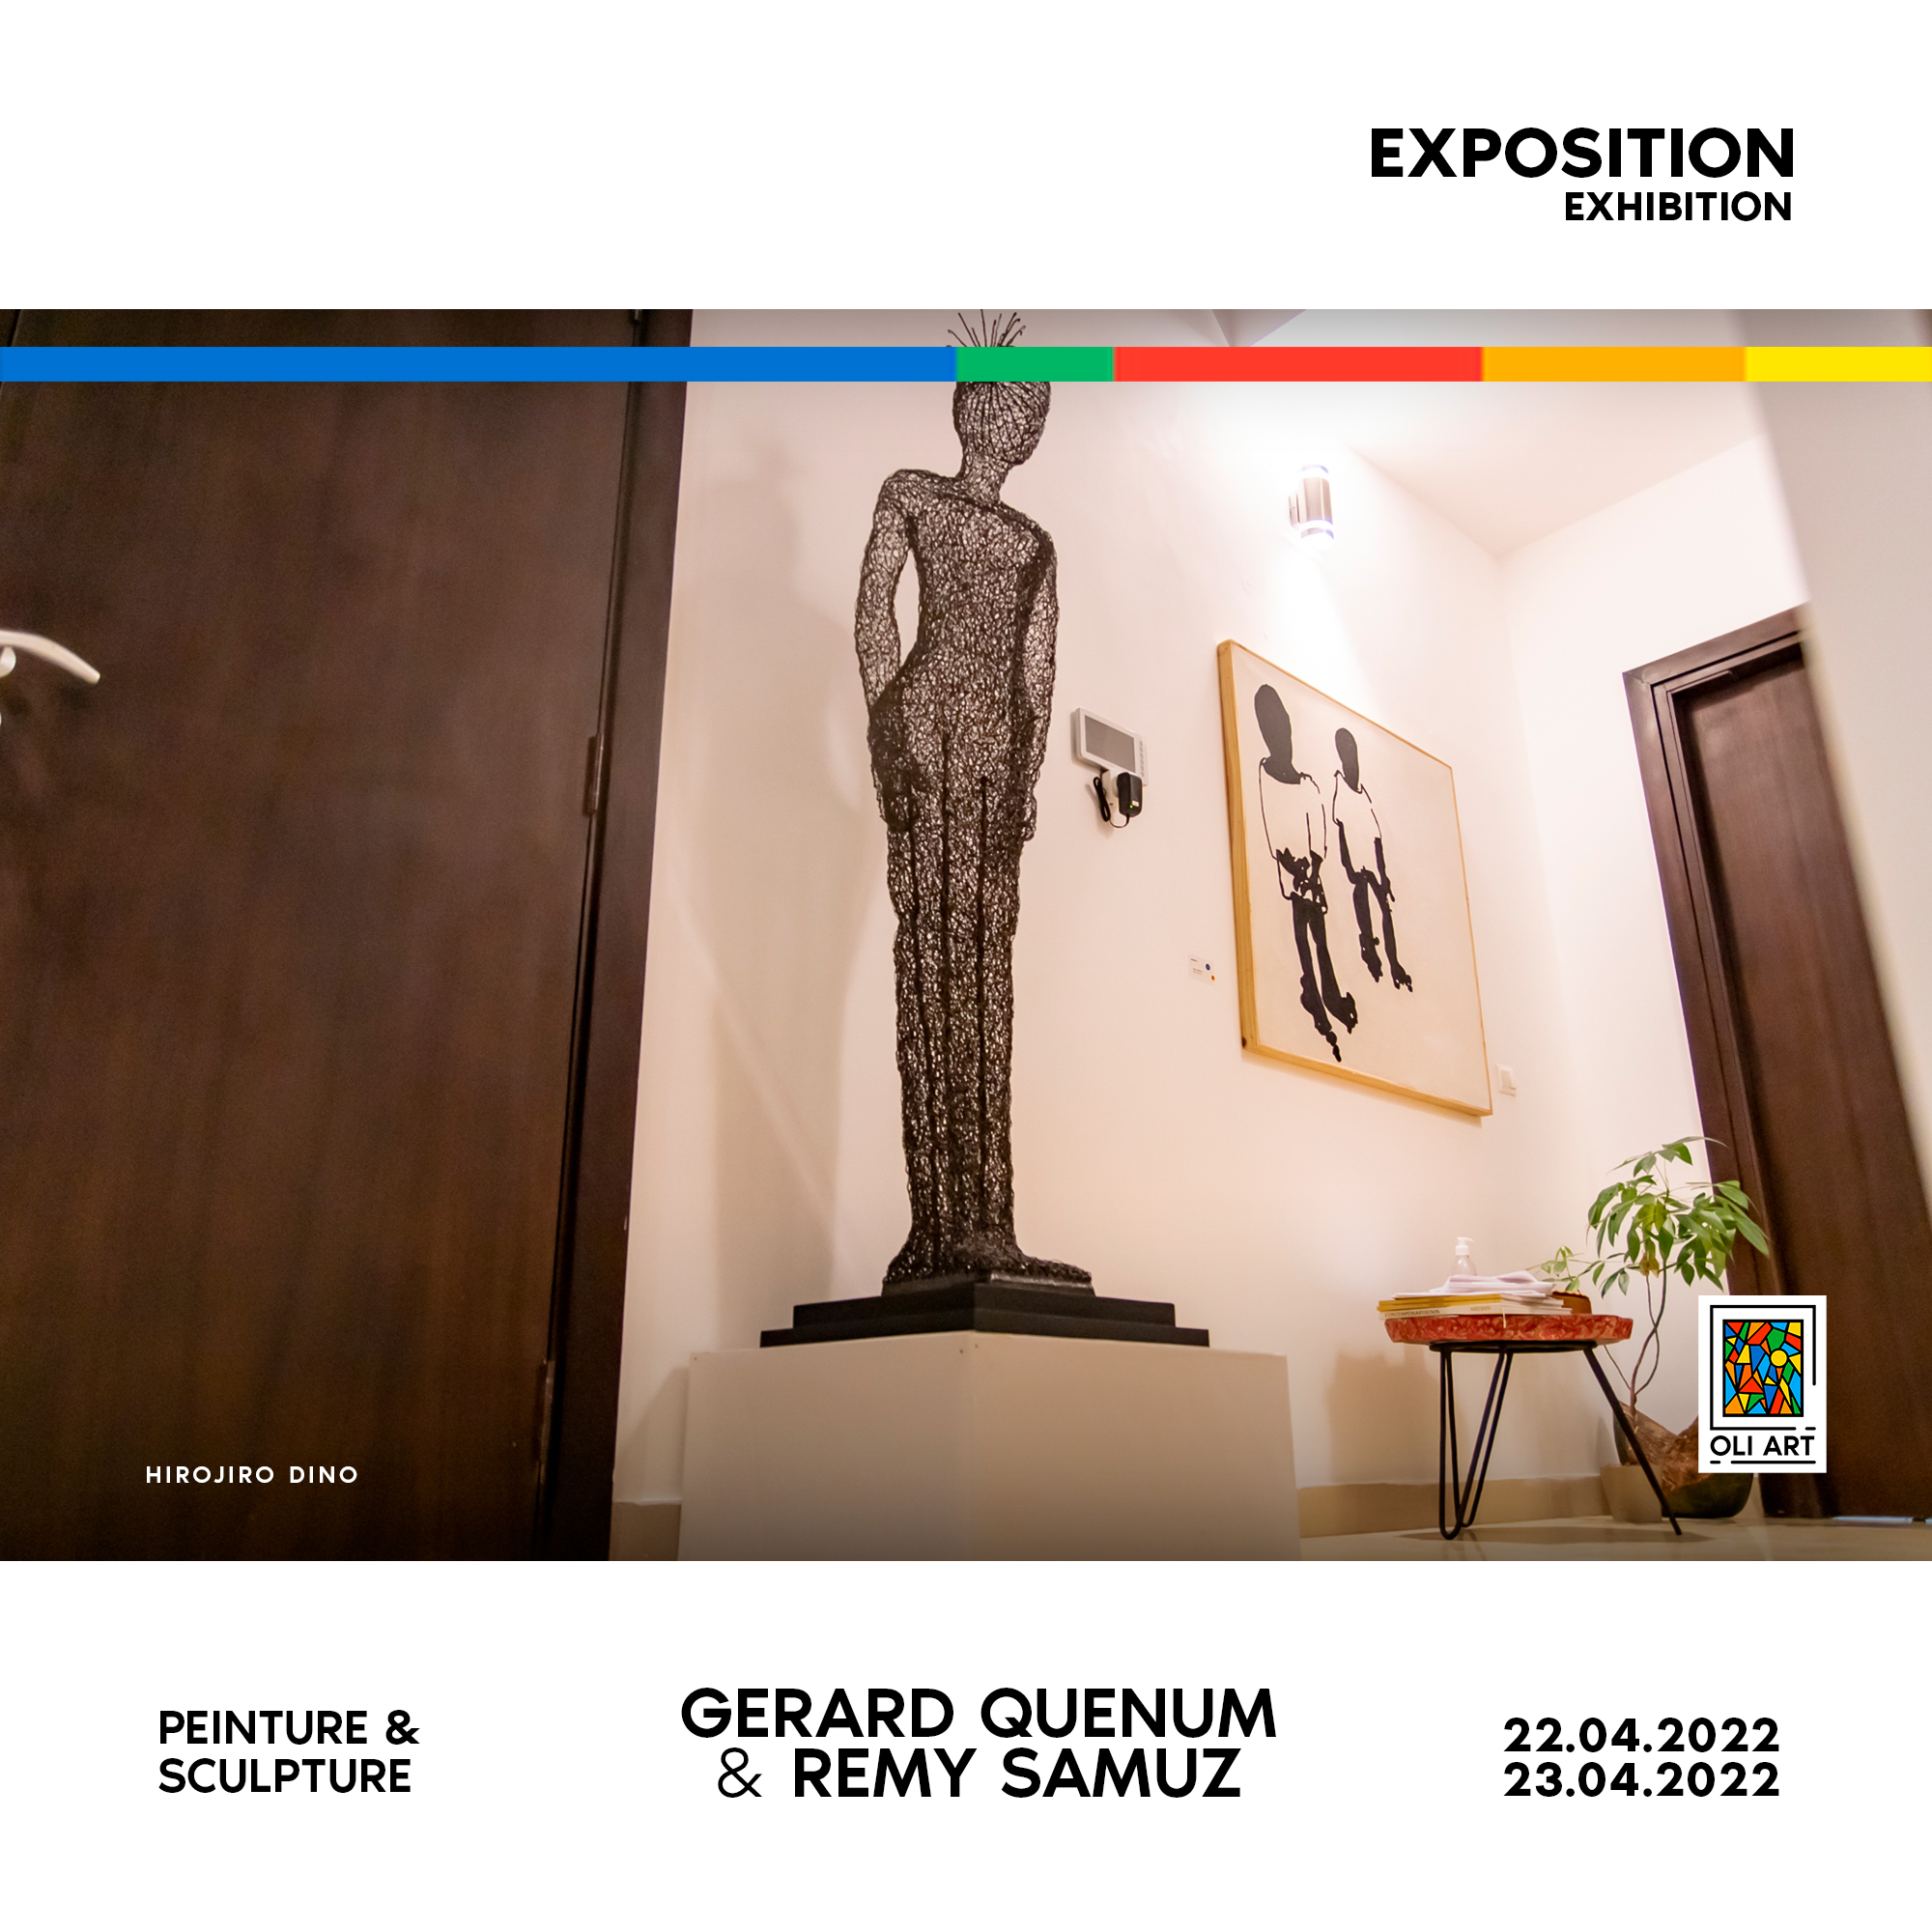 EXPOSITION
EXHIBITION
HIROJIRO DINO
OLI ART
PEINTURE &
SCULPTURE
GERARD QUENUM
& REMY SAMUZ
22.04.2022
23.04.2022